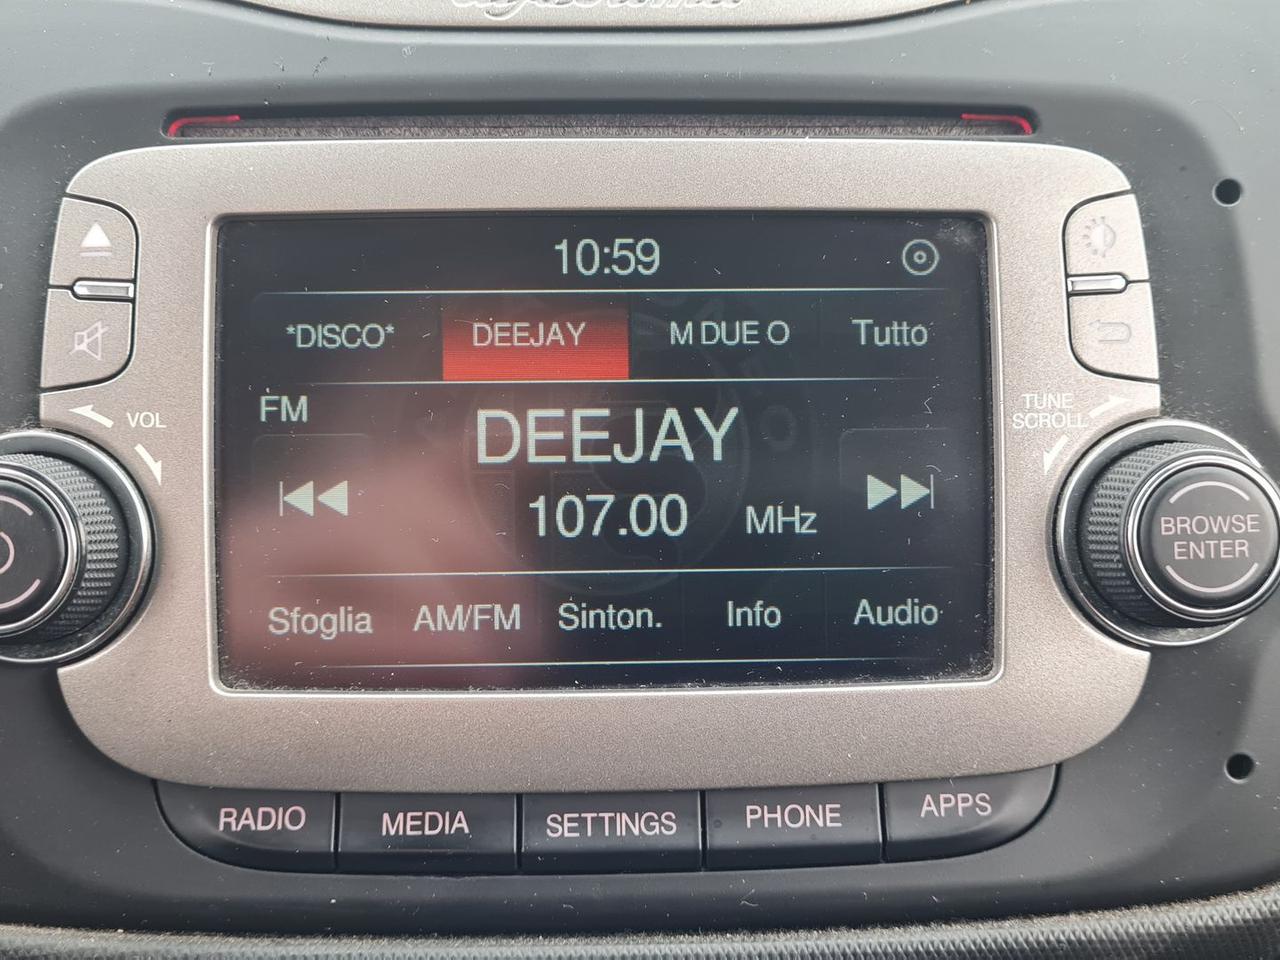 10:59
*DISCO* DEEJAY M DUE O Tutto
FM
DEEJAY
107.00 MHz
Sfoglia AM/FM Sinton. Info Audio
VOL
TUNE
SCROLL
BROWSE
ENTER
RADIO MEDIA SETTINGS PHONE APPS